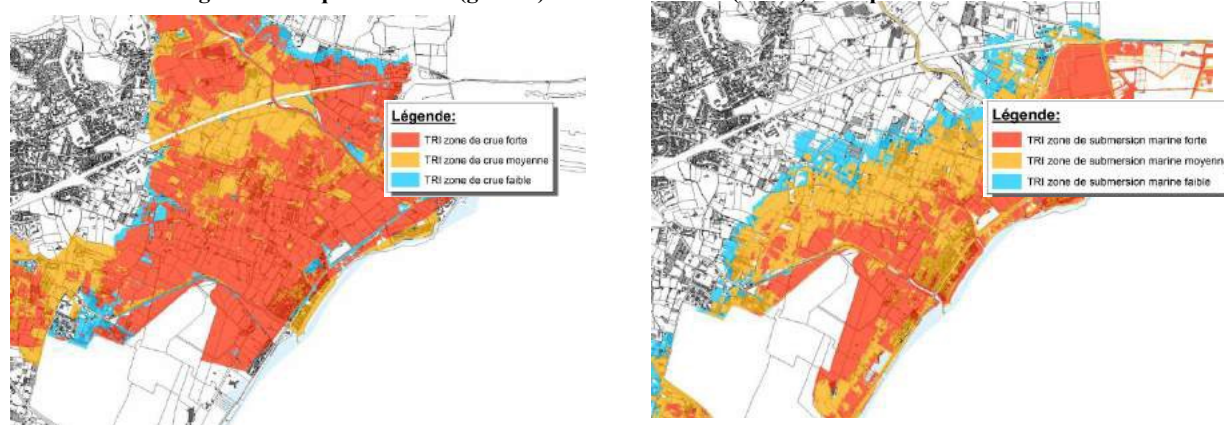 Légende:
TRI zone de crue forte
TRI zone de crue moyenne
TRI zone de crue faible
Légende:
TRI zone de submersion marine forte
TRI zone de submersion marine moyenne
TRI zone de submersion marine faible